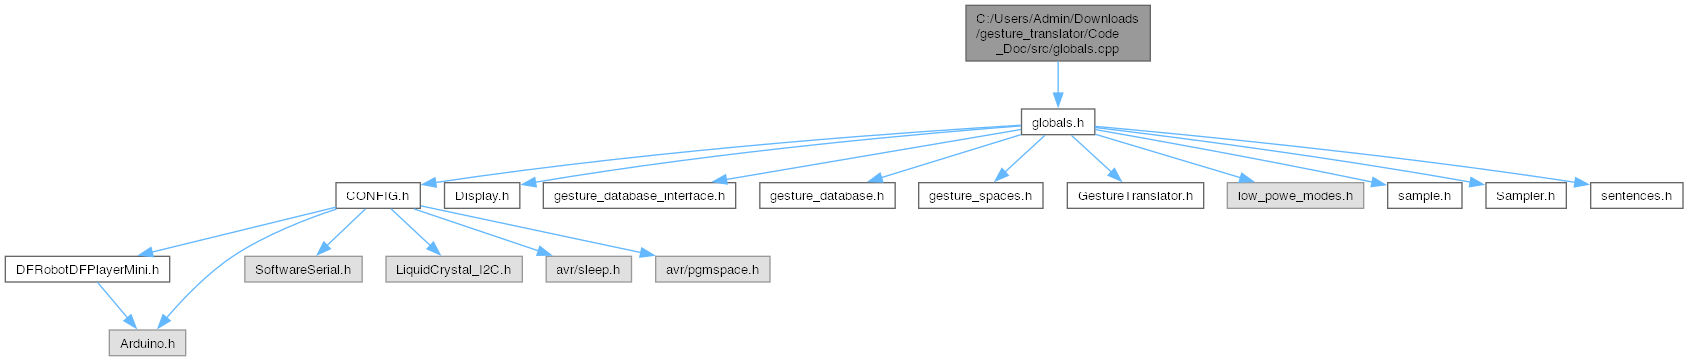 C:/Users/Admin/Downloads
/gesture_translator/Code
_Doc/src/globals.cpp
globals.h
CONFIG.h
Display.h
gesture_database_interface.h
gesture_database.h
gesture_spaces.h
GestureTranslator.h
low_powe_modes.h
sample.h
Sampler.h
sentences.h
DFRobotDFPlayerMini.h
SoftwareSerial.h
LiquidCrystal_I2C.h
avr/sleep.h
avr/pgmspace.h
Arduino.h